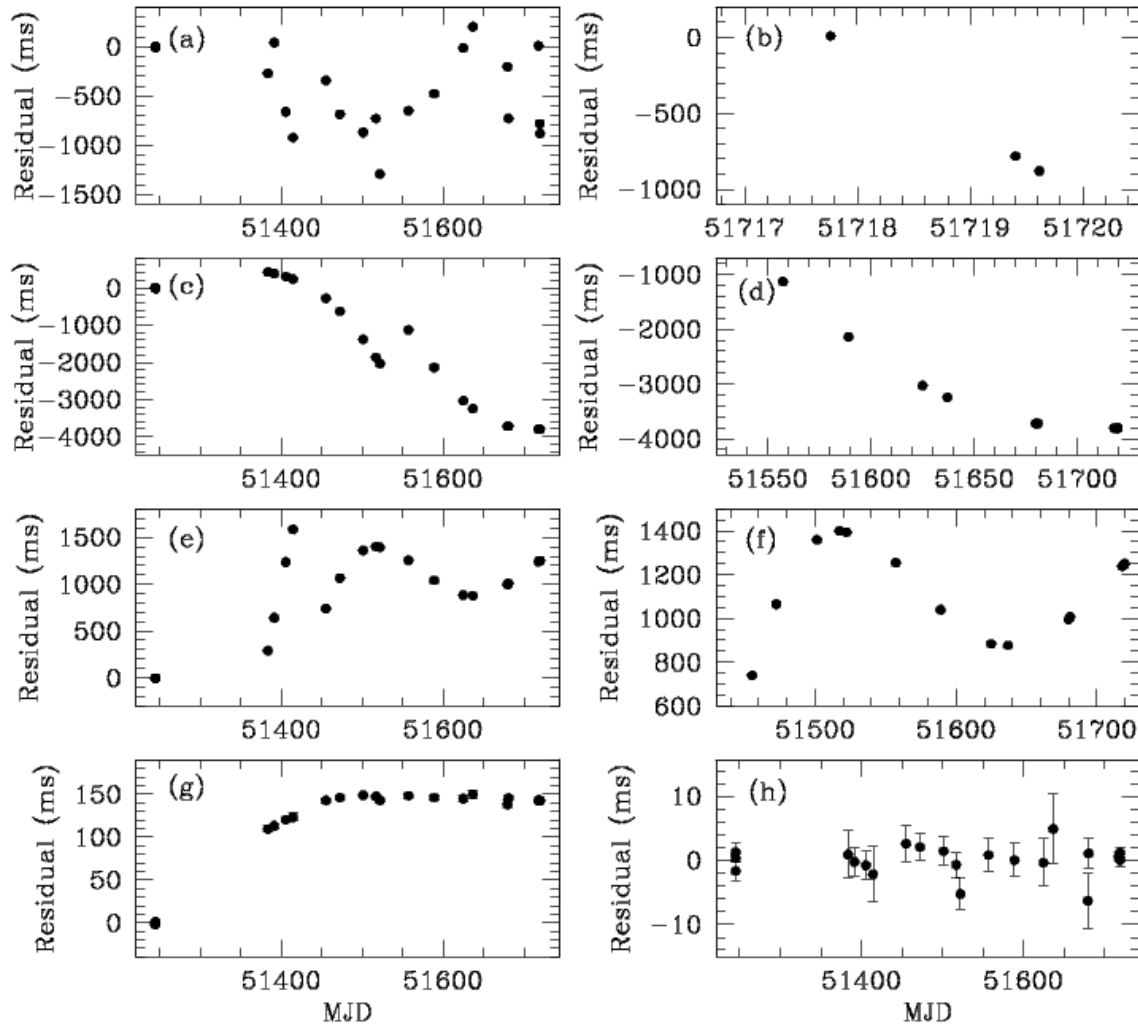 Residual (ms)
(a)
0
−500
−1000
−1500
51400
51600
Residual (ms)
(b)
0
−500
−1000
51717
51718
51719
51720
Residual (ms)
(c)
0
−1000
−2000
−3000
−4000
51400
51600
Residual (ms)
(d)
−1000
−2000
−3000
−4000
51550
51600
51650
51700
Residual (ms)
(e)
1500
1000
500
0
51400
51600
Residual (ms)
(f)
1400
1200
1000
800
600
51500
51600
51700
Residual (ms)
(g)
150
100
50
0
51400
51600
MJD
Residual (ms)
(h)
10
0
−10
51400
51600
MJD